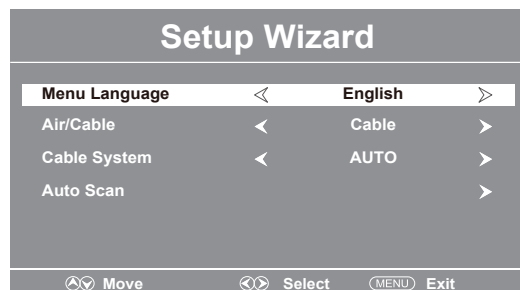 Setup Wizard
Menu Language English
Air/Cable Cable
Cable System AUTO
Auto Scan
Move Select MENU Exit